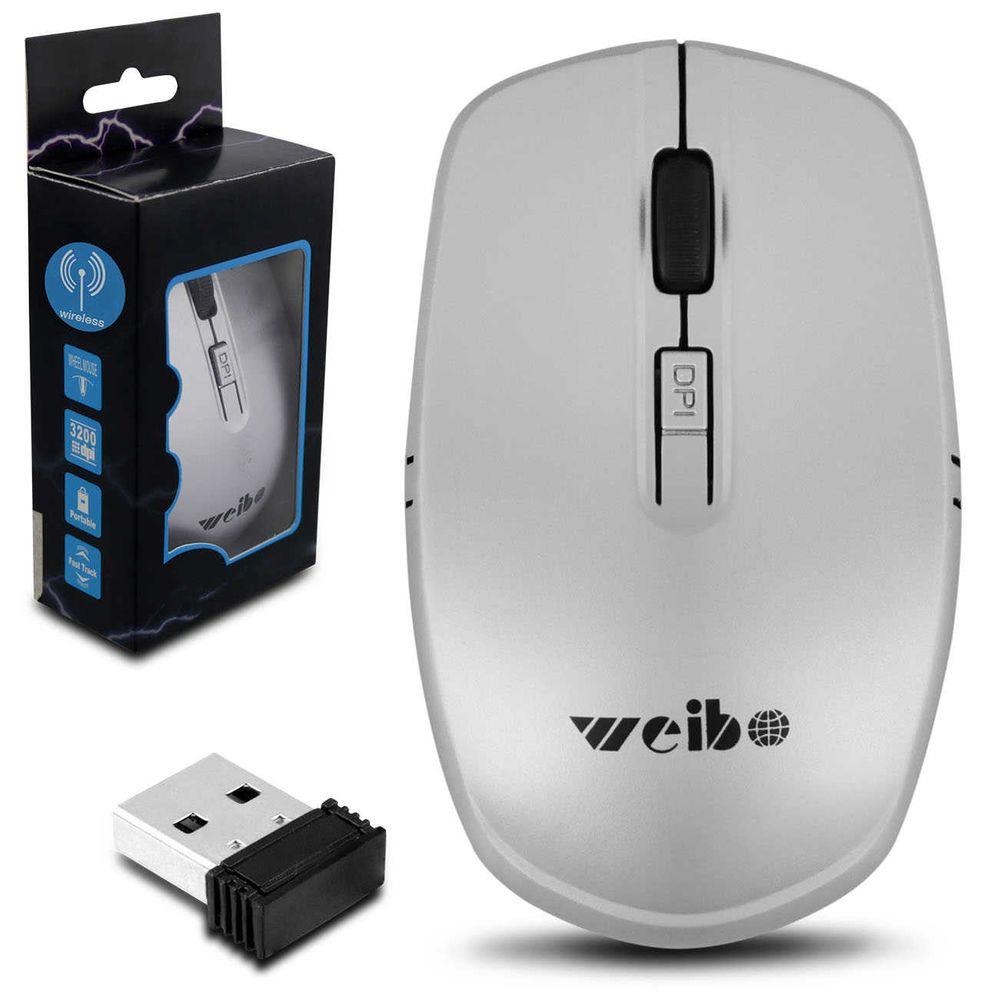 wireless
WHEEL MOUSE
3200
dpi
Portable
Fast Track
DPI
weibo
DPI
weibo